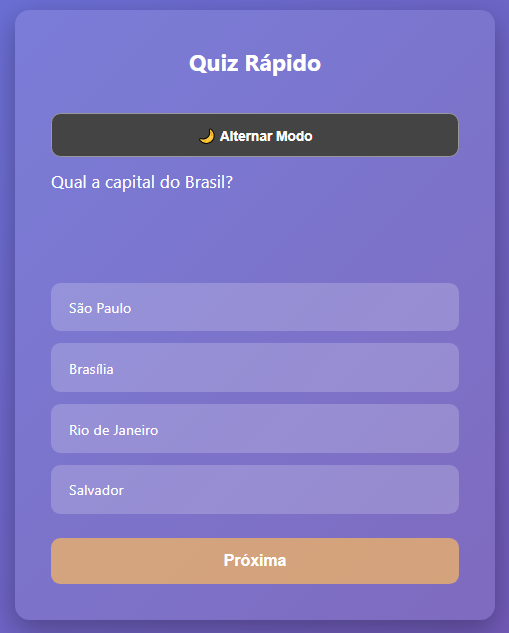 Quiz Rápido
🌙 Alternar Modo
Qual a capital do Brasil?
São Paulo
Brasília
Rio de Janeiro
Salvador
Próxima